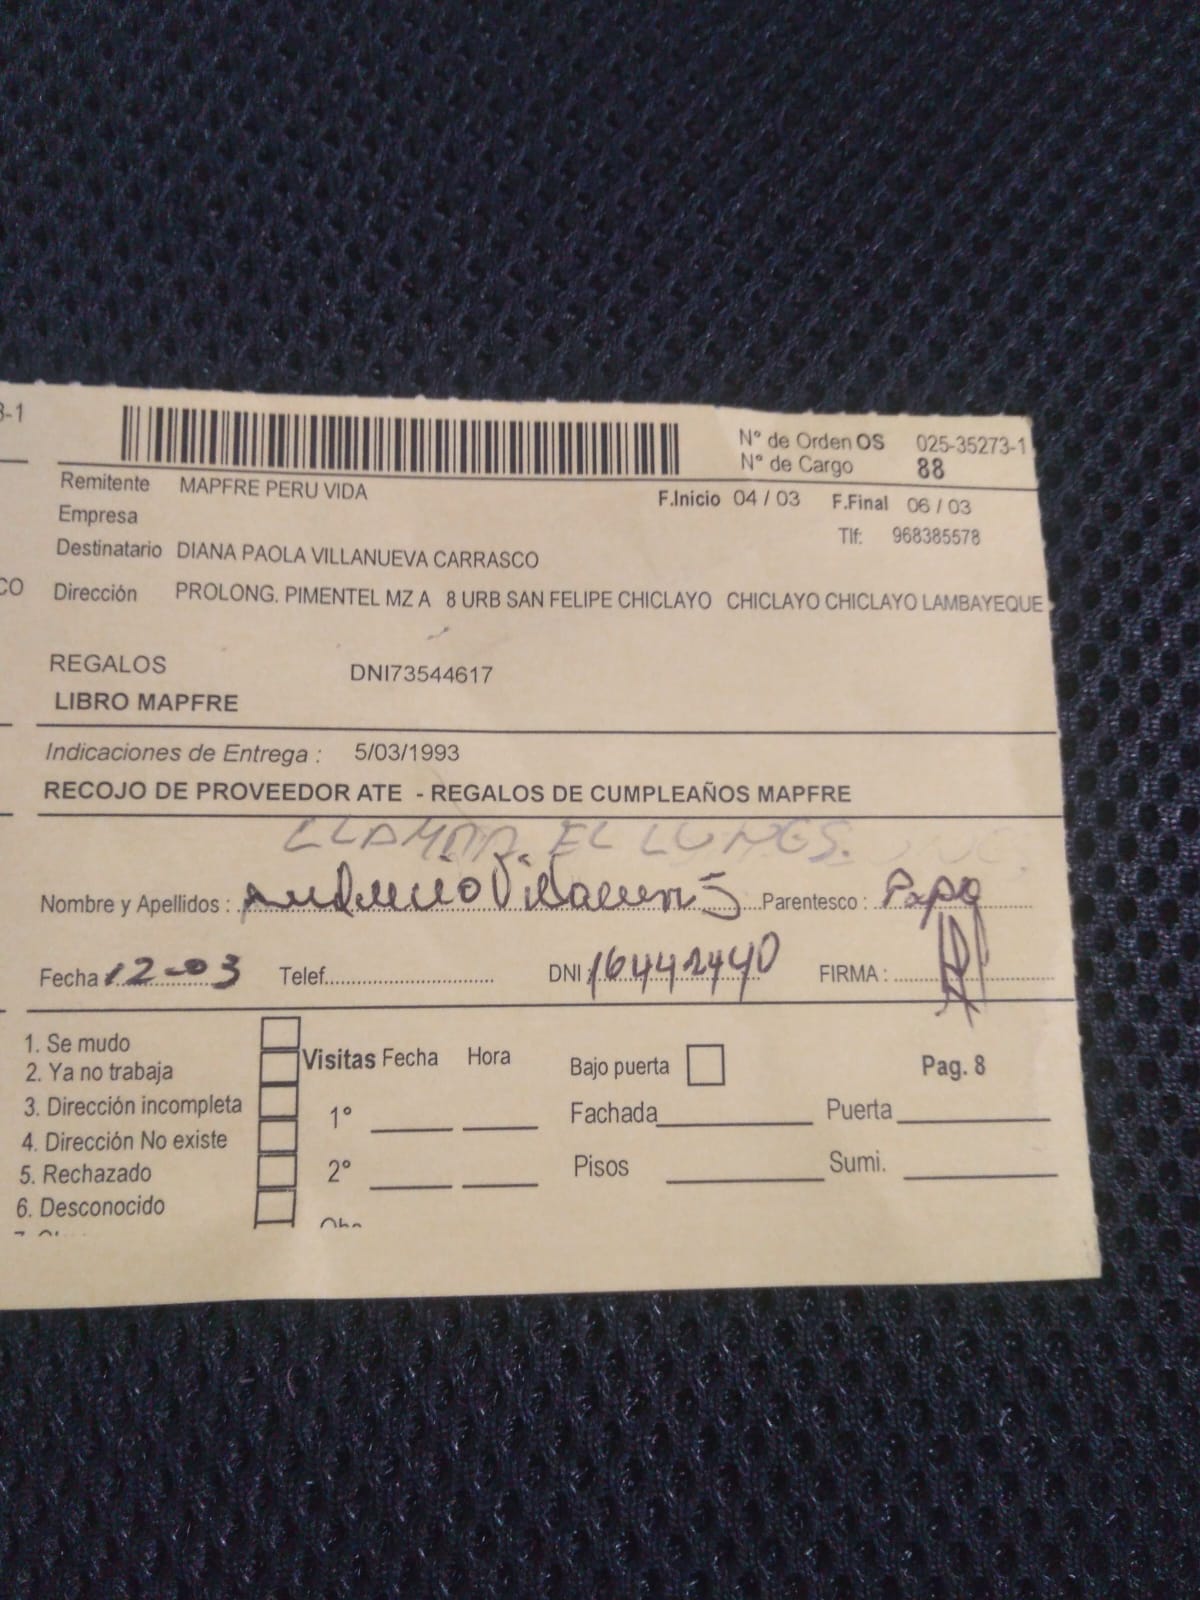 3-1
Nº de Orden OS 025-35273-1
Nº de Cargo 88
Remitente MAPFRE PERU VIDA F.Inicio 04 / 03 F.Final 06 / 03
Empresa Tlf: 968385578
Destinatario DIANA PAOLA VILLANUEVA CARRASCO
CO Dirección PROLONG. PIMENTEL MZ A 8 URB SAN FELIPE CHICLAYO CHICLAYO CHICLAYO LAMBAYEQUE
REGALOS DNI73544617
LIBRO MAPFRE
Indicaciones de Entrega : 5/03/1993
RECOJO DE PROVEEDOR ATE - REGALOS DE CUMPLEAÑOS MAPFRE
LLAMAR EL LUNES.
Nombre y Apellidos : Parentesco : Papa
Fecha 12-03 Telef. DNI : 16442440 FIRMA :
1. Se mudo
2. Ya no trabaja
3. Dirección incompleta
4. Dirección No existe
5. Rechazado
6. Desconocido
Visitas Fecha Hora
1°
2°
Bajo puerta Pag. 8
Fachada Puerta
Pisos Sumi.